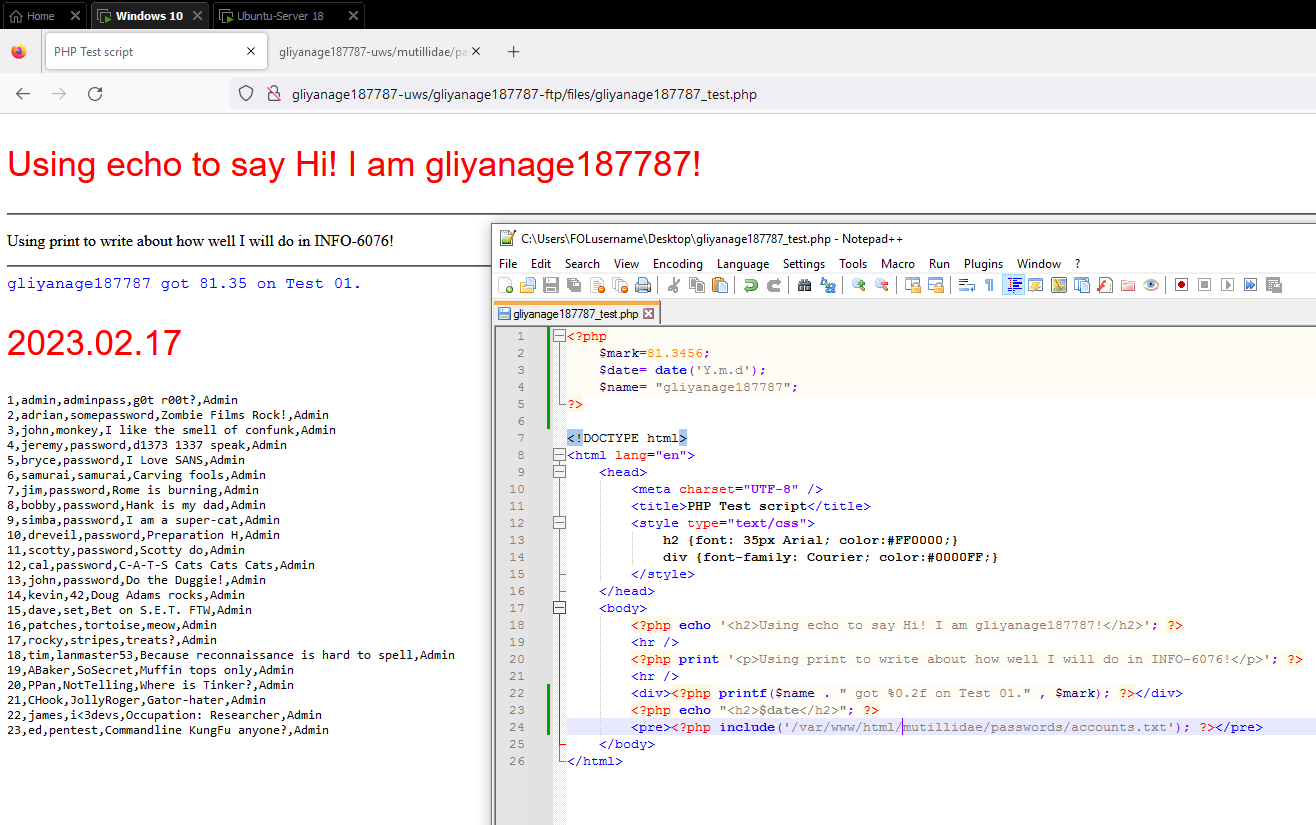 Home
Windows 10
Ubuntu-Server 18
PHP Test script
gliyanage187787-uws/mutillidae/pa
gliyanage187787-uws/gliyanage187787-ftp/files/gliyanage187787_test.php
Using echo to say Hi! I am gliyanage187787!
Using print to write about how well I will do in INFO-6076!
gliyanage187787 got 81.35 on Test 01.
2023.02.17
1,admin,adminpass,g0t r00t?,Admin
2,adrian,somepassword,Zombie Films Rock!,Admin
3,john,monkey,I like the smell of confunk,Admin
4,jeremy,password,d1373 1337 speak,Admin
5,bryce,password,I Love SANS,Admin
6,samurai,samurai,Carving fools,Admin
7,jim,password,Rome is burning,Admin
8,bobby,password,Hank is my dad,Admin
9,simba,password,I am a super-cat,Admin
10,dreveil,password,Preparation H,Admin
11,scotty,password,Scotty do,Admin
12,cal,password,C-A-T-S Cats Cats Cats,Admin
13,john,password,Do the Duggie!,Admin
14,kevin,42,Doug Adams rocks,Admin
15,dave,set,Bet on S.E.T. FTW,Admin
16,patches,tortoise,meow,Admin
17,rocky,stripes,treats?,Admin
18,tim,lanmaster53,Because reconnaissance is hard to spell,Admin
19,ABaker,SoSecret,Muffin tops only,Admin
20,PPan,NotTelling,Where is Tinker?,Admin
21,CHook,JollyRoger,Gator-hater,Admin
22,james,i<3devs,Occupation: Researcher,Admin
23,ed,pentest,Commandline KungFu anyone?,Admin
C:\Users\FOLusername\Desktop\gliyanage187787_test.php - Notepad++
File Edit Search View Encoding Language Settings Tools Macro Run Plugins Window ?
gliyanage187787_test.php
1 <?php
2 $mark=81.3456;
3 $date= date('Y.m.d');
4 $name= "gliyanage187787";
5 ?>
6
7 <!DOCTYPE html>
8 <html lang="en">
9 <head>
10 <meta charset="UTF-8" />
11 <title>PHP Test script</title>
12 <style type="text/css">
13 h2 {font: 35px Arial; color:#FF0000;}
14 div {font-family: Courier; color:#0000FF;}
15 </style>
16 </head>
17 <body>
18 <?php echo '<h2>Using echo to say Hi! I am gliyanage187787!</h2>'; ?>
19 <hr />
20 <?php print '<p>Using print to write about how well I will do in INFO-6076!</p>'; ?>
21 <hr />
22 <div><?php printf($name . " got %0.2f on Test 01." , $mark); ?></div>
23 <?php echo "<h2>$date</h2>"; ?>
24 <pre><?php include('/var/www/html/mutillidae/passwords/accounts.txt'); ?></pre>
25 </body>
26 </html>